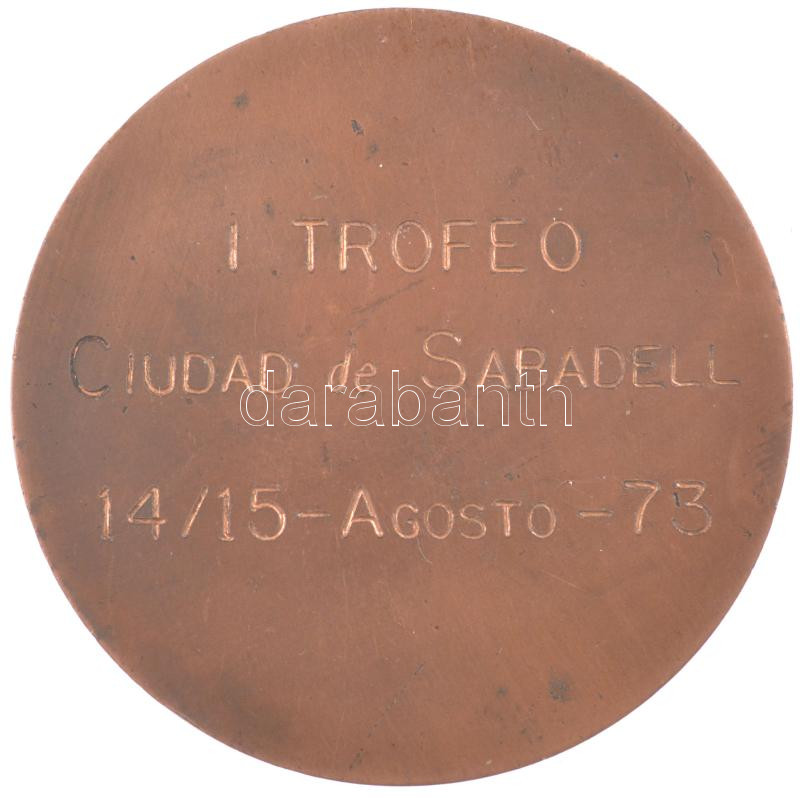 I TROFEO
CIUDAD de SABADELL
darabanth
14/15-AGOSTO-73